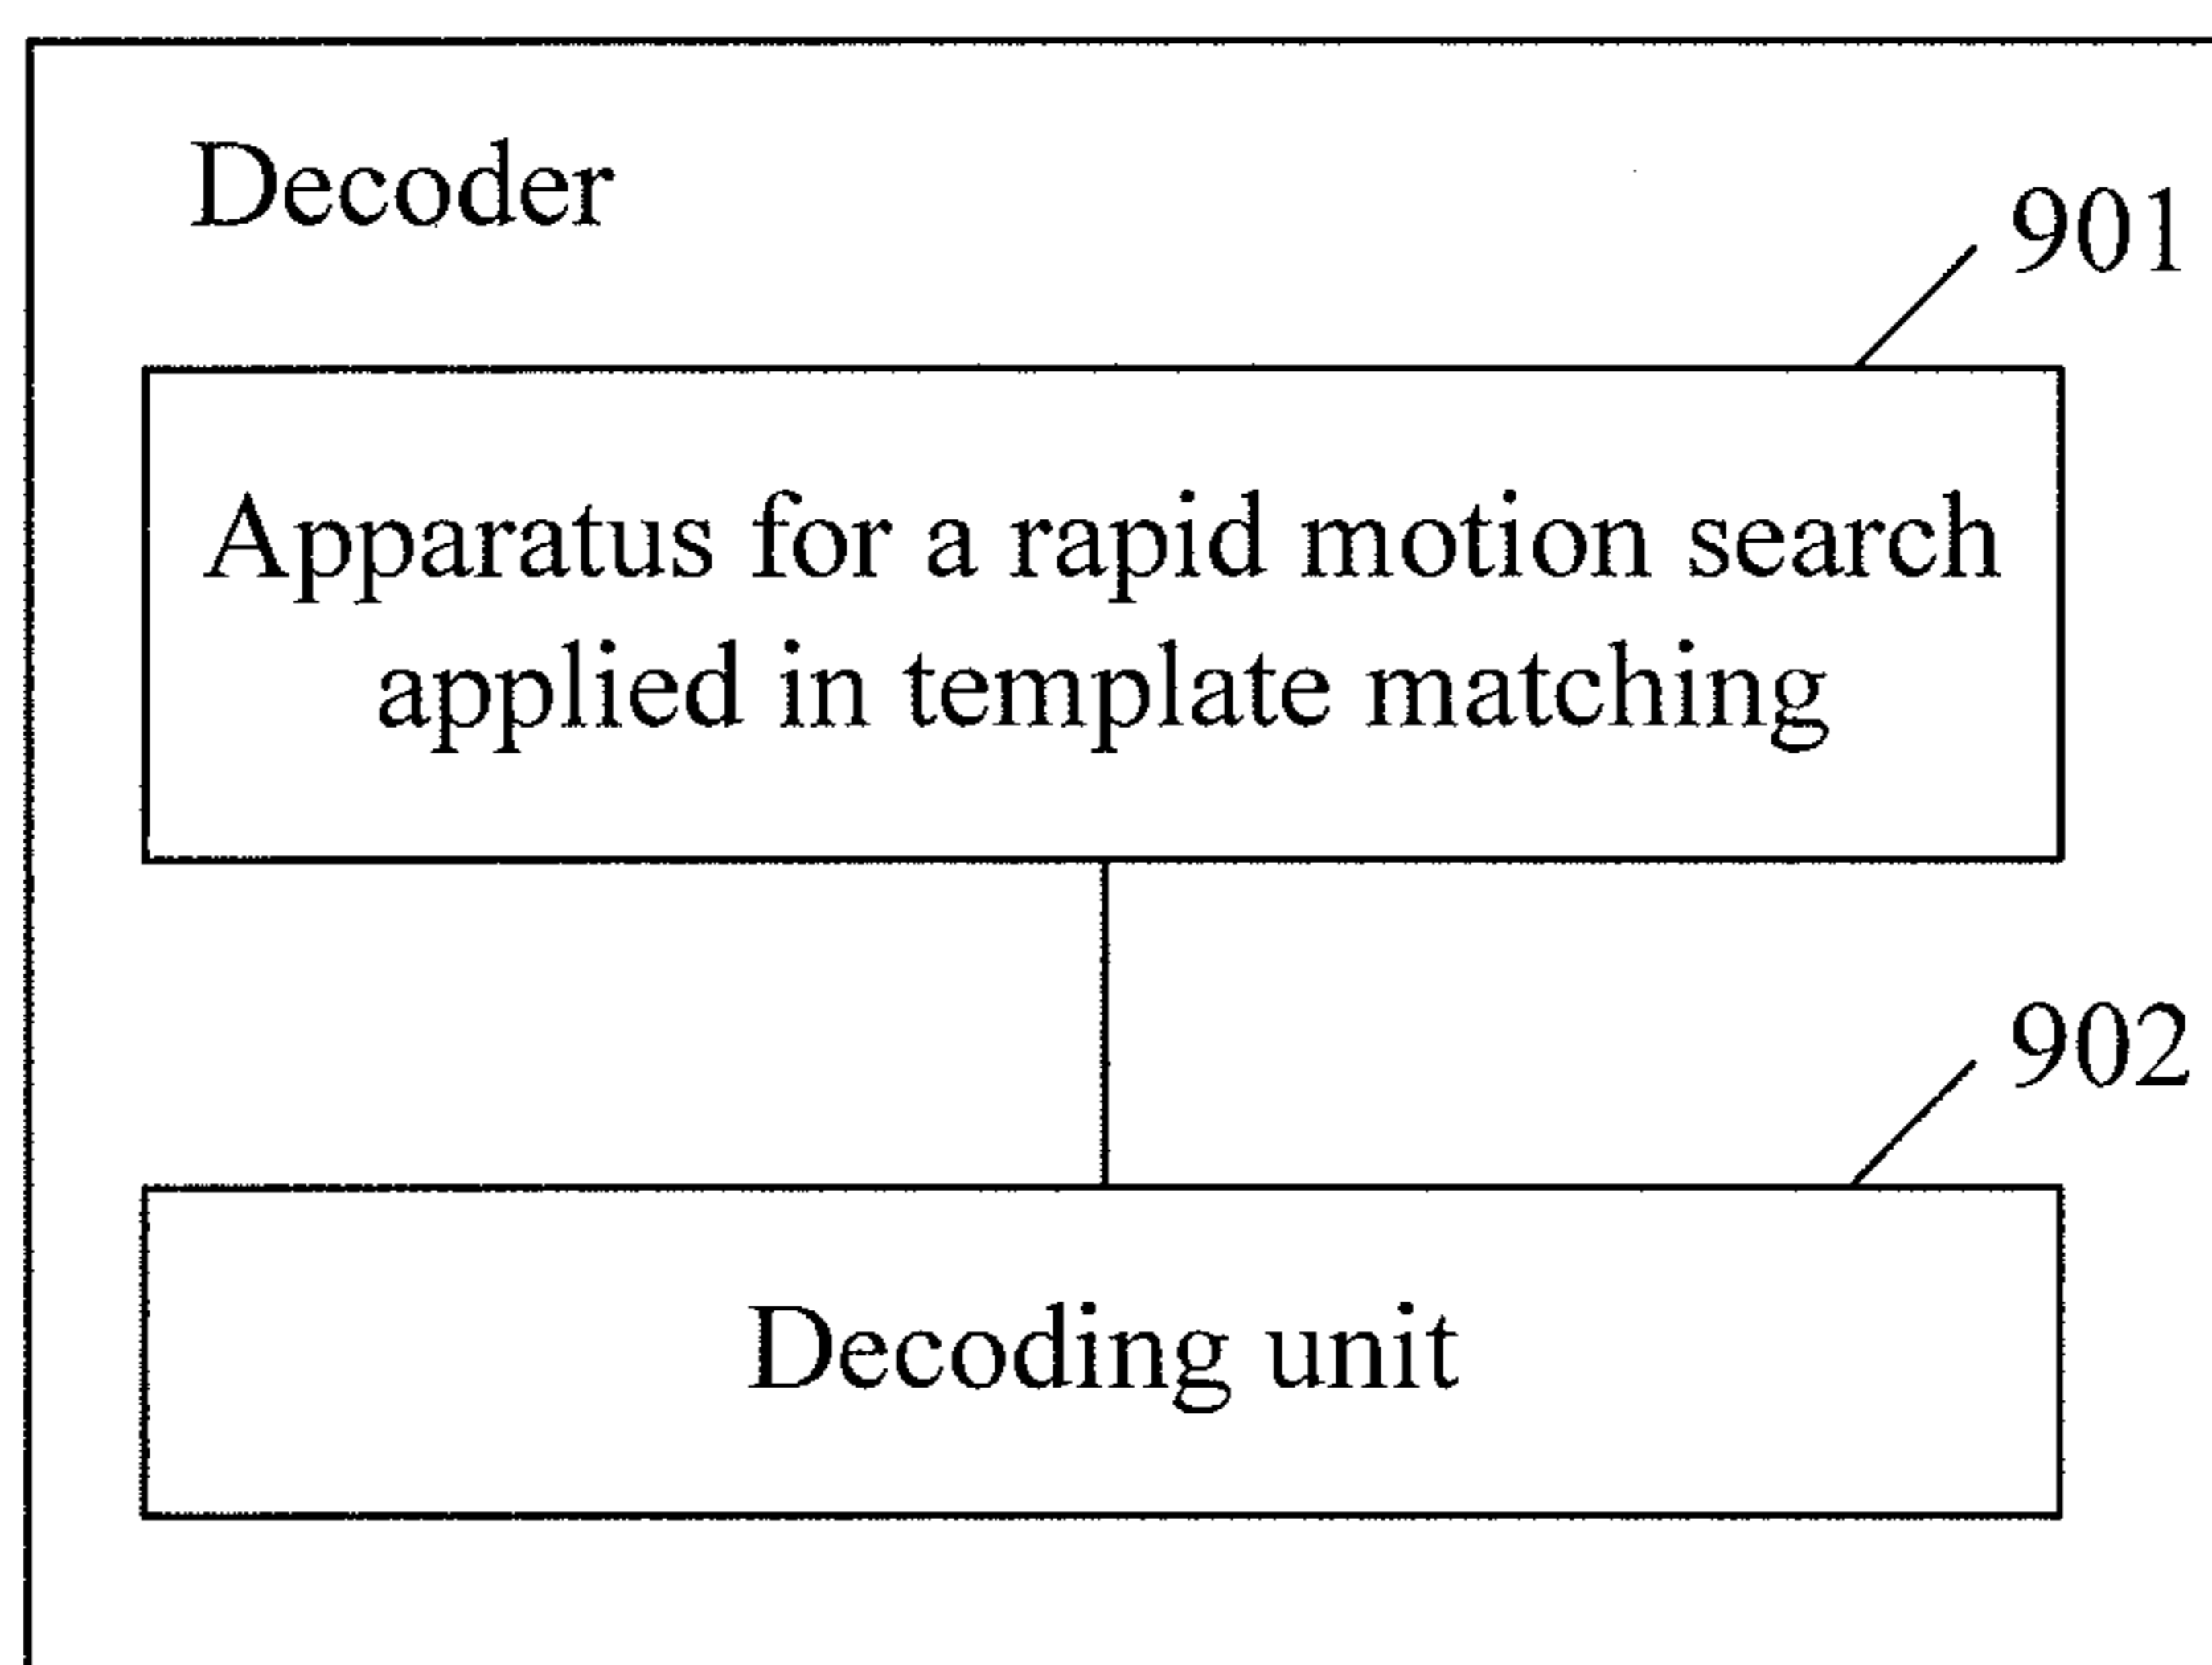 Decoder
901
Apparatus for a rapid motion search
applied in template matching
902
Decoding unit